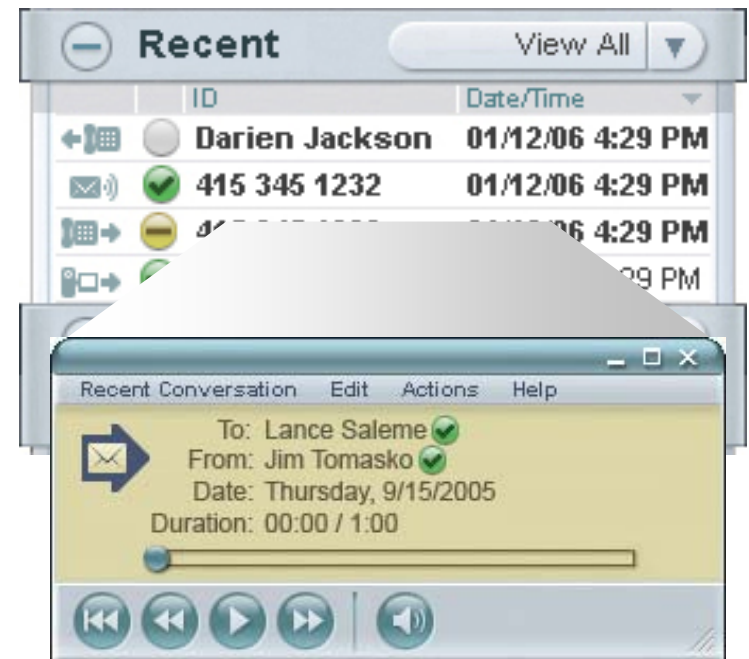 Recent View All
ID Date/Time
Darien Jackson 01/12/06 4:29 PM
415 345 1232 01/12/06 4:29 PM
4:29 PM
PM
Recent Conversation Edit Actions Help
To: Lance Saleme
From: Jim Tomasko
Date: Thursday, 9/15/2005
Duration: 00:00 / 1:00